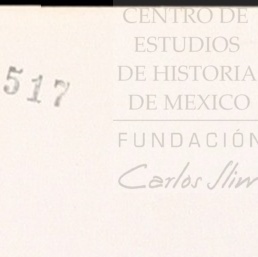 CENTRO DE
ESTUDIOS
DE HISTORIA
DE MEXICO
FUNDACIÓN
Carlos Slim
517